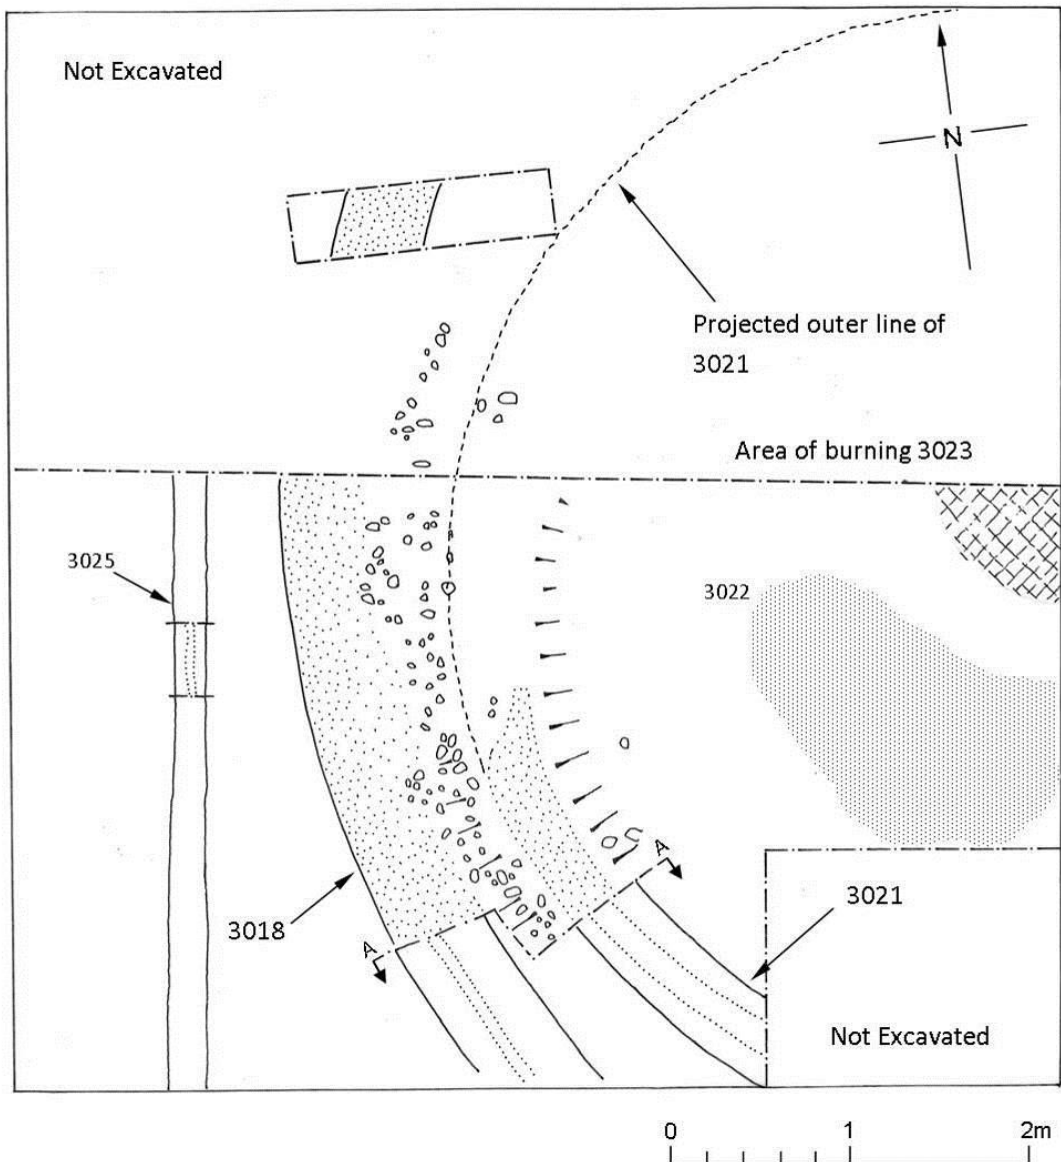 Not Excavated
N
Projected outer line of
3021
Area of burning 3023
3025
3022
A
3021
3018
A
Not Excavated
0 1 2m